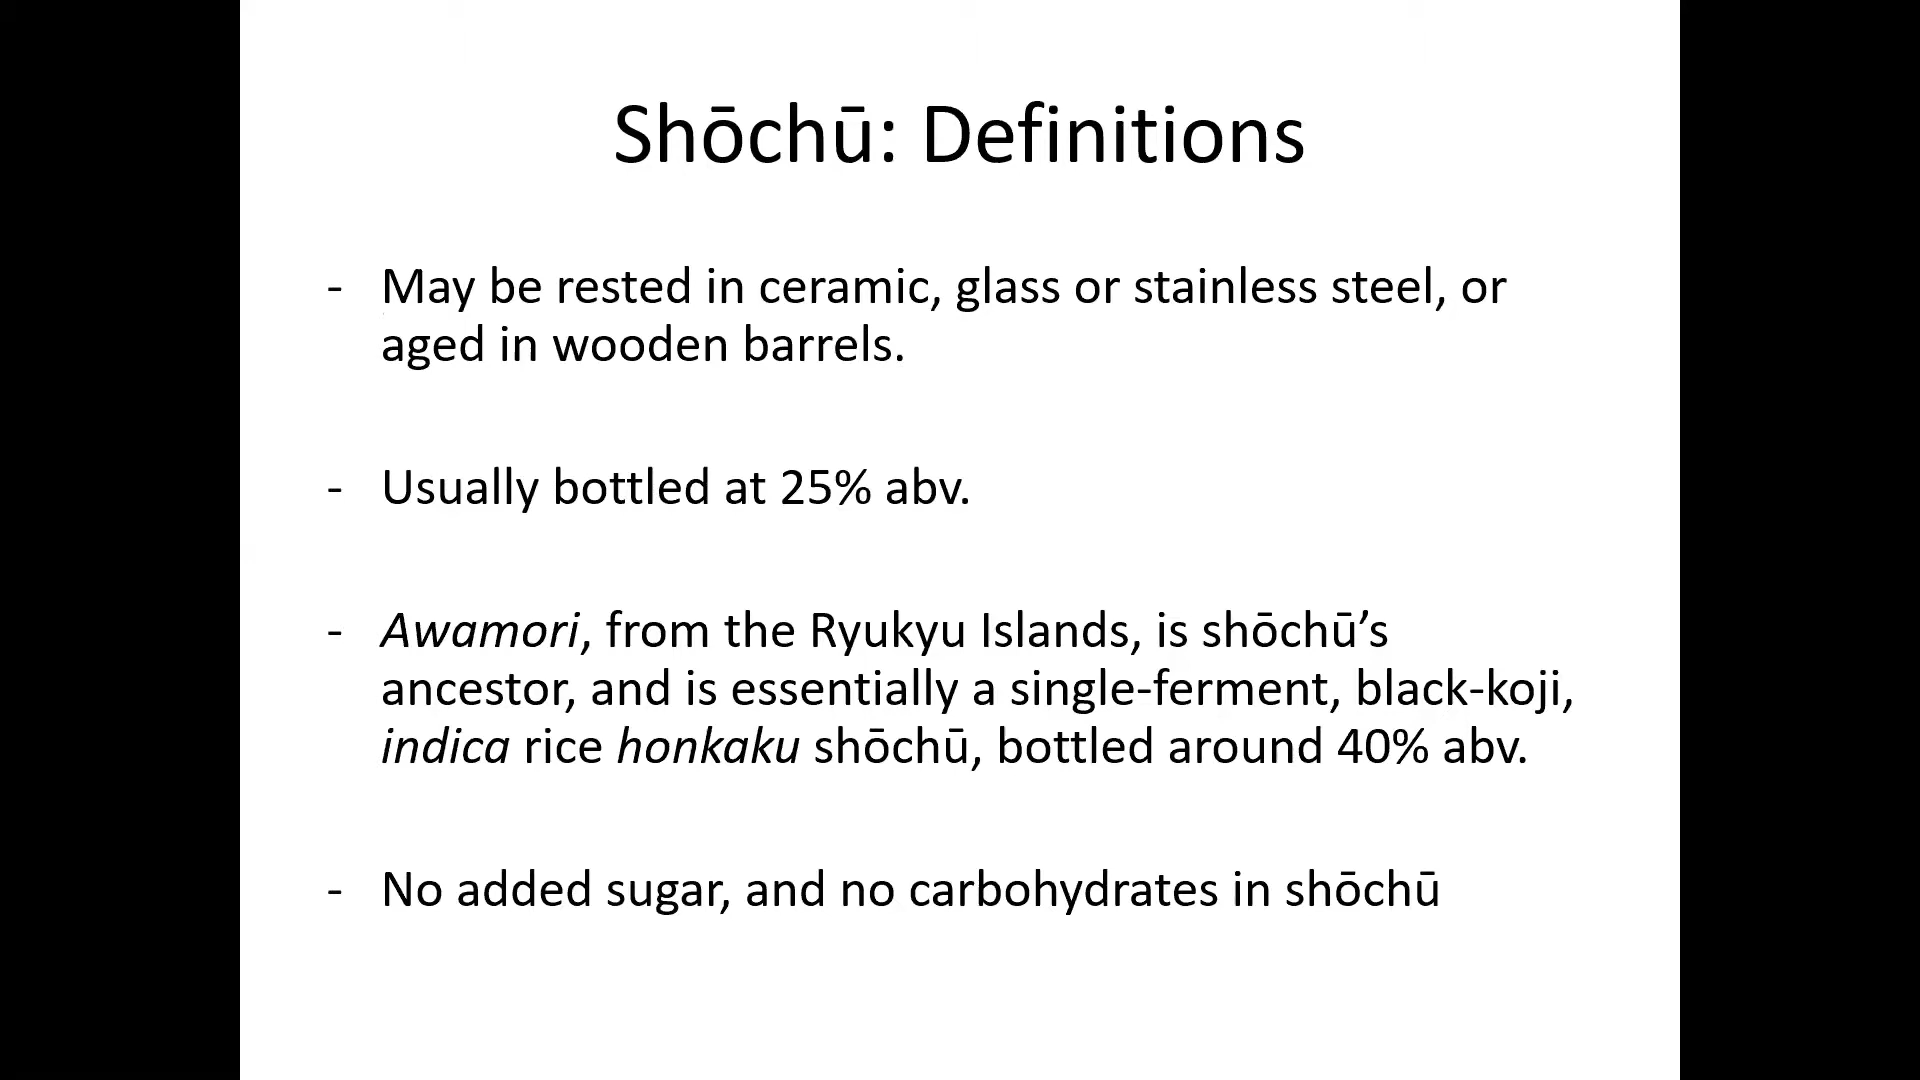 Shōchū: Definitions
- May be rested in ceramic, glass or stainless steel, or
aged in wooden barrels.
- Usually bottled at 25% abv.
- Awamori, from the Ryukyu Islands, is shōchū’s
ancestor, and is essentially a single-ferment, black-koji,
indica rice honkaku shōchū, bottled around 40% abv.
- No added sugar, and no carbohydrates in shōchū